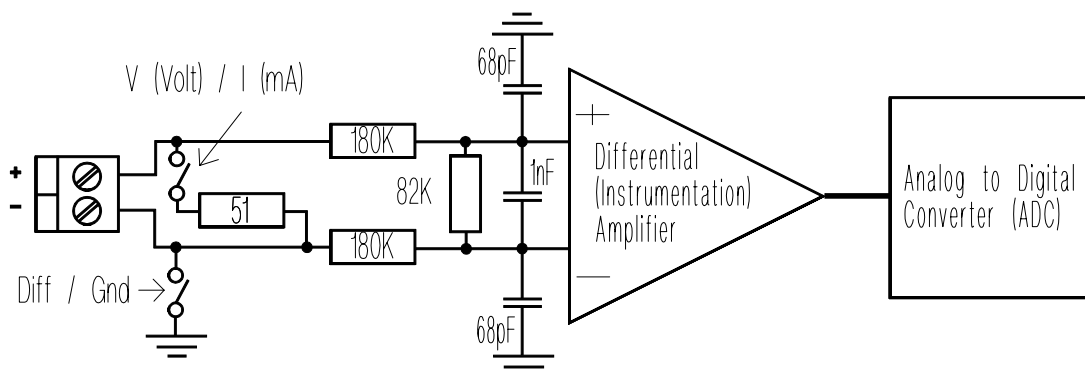 68pF
V (Volt) / I (mA)
180K
+
+
-
51
82K
1nF
Differential
(Instrumentation)
Amplifier
Analog to Digital
Converter (ADC)
180K
−
Diff / Gnd
68pF